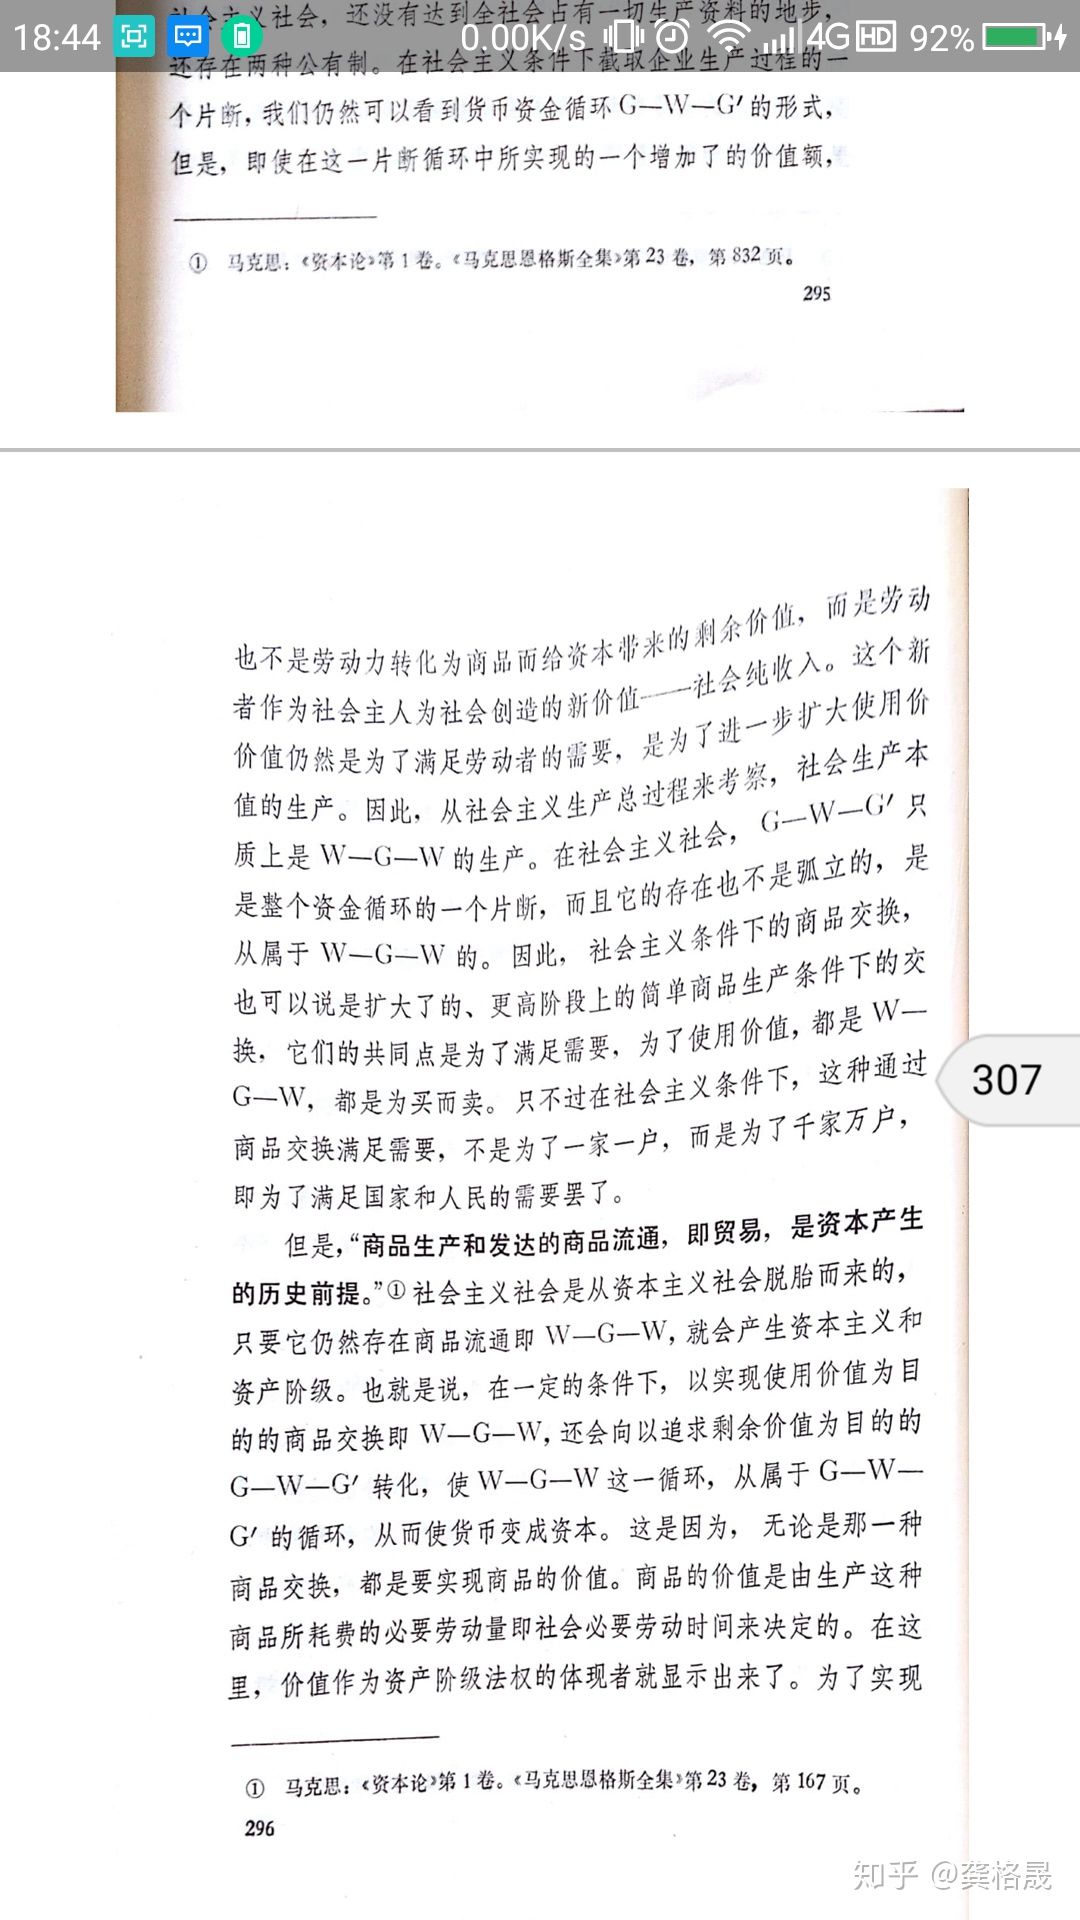 18:44 0.00K/s 4G HD 92%
社会主义社会，还没有达到全社会占有一切生产资料的地步，
还存在两种公有制。在社会主义条件下截取企业生产过程的一
个片断，我们仍然可以看到货币资金循环G—W—G′的形式，
但是，即使在这一片断循环中所实现的一个增加了的价值额，
① 马克思：《资本论》第1卷。《马克思恩格斯全集》第23卷，第832页。
295
也不是劳动力转化为商品而给资本带来的剩余价值，而是劳动
者作为社会主人为社会创造的新价值——社会纯收入。这个新
价值仍然是为了满足劳动者的需要，是为了进一步扩大使用价
值的生产。因此，从社会主义生产总过程来考察，社会生产本
质上是W—G—W的生产。在社会主义社会，G—W—G′只
是整个资金循环的一个片断，而且它的存在也不是孤立的，是
从属于W—G—W的。因此，社会主义条件下的商品交换，
也可以说是扩大了的、更高阶段上的简单商品生产条件下的交
换，它们的共同点是为了满足需要，为了使用价值，都是W—
G—W，都是为买而卖。只不过在社会主义条件下，这种通过
商品交换满足需要，不是为了一家一户，而是为了千家万户，
即为了满足国家和人民的需要罢了。
307
但是，“商品生产和发达的商品流通，即贸易，是资本产生
的历史前提。”①社会主义社会是从资本主义社会脱胎而来的，
只要它仍然存在商品流通即W—G—W，就会产生资本主义和
资产阶级。也就是说，在一定的条件下，以实现使用价值为目
的的商品交换即W—G—W，还会向以追求剩余价值为目的的
G—W—G′转化，使W—G—W这一循环，从属于G—W—
G′的循环，从而使货币变成资本。这是因为，无论是那一种
商品交换，都是要实现商品的价值。商品的价值是由生产这种
商品所耗费的必要劳动量即社会必要劳动时间来决定的。在这
里，价值作为资产阶级法权的体现者就显示出来了。为了实现
① 马克思：《资本论》第1卷。《马克思恩格斯全集》第23卷，第167页。
296
知乎 @龚格晟